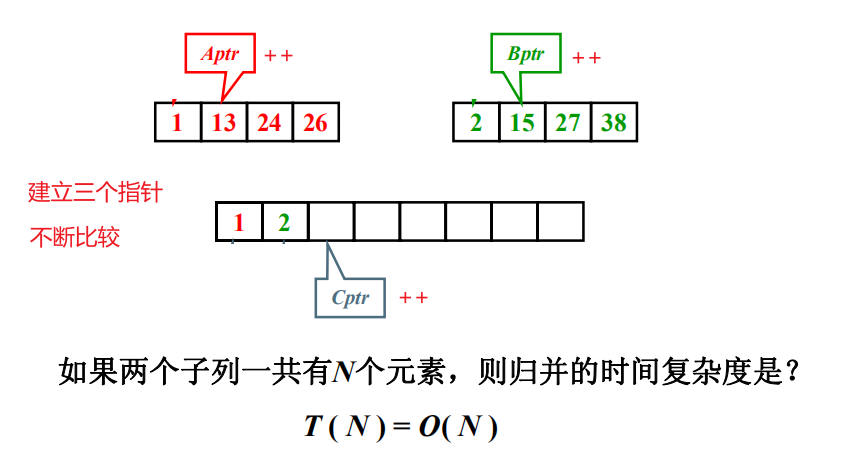 Aptr ++ Bptr ++
1 13 24 26 2 15 27 38
建立三个指针
不断比较
1 2
Cptr ++
如果两个子列一共有N个元素，则归并的时间复杂度是？
T ( N ) = O( N )